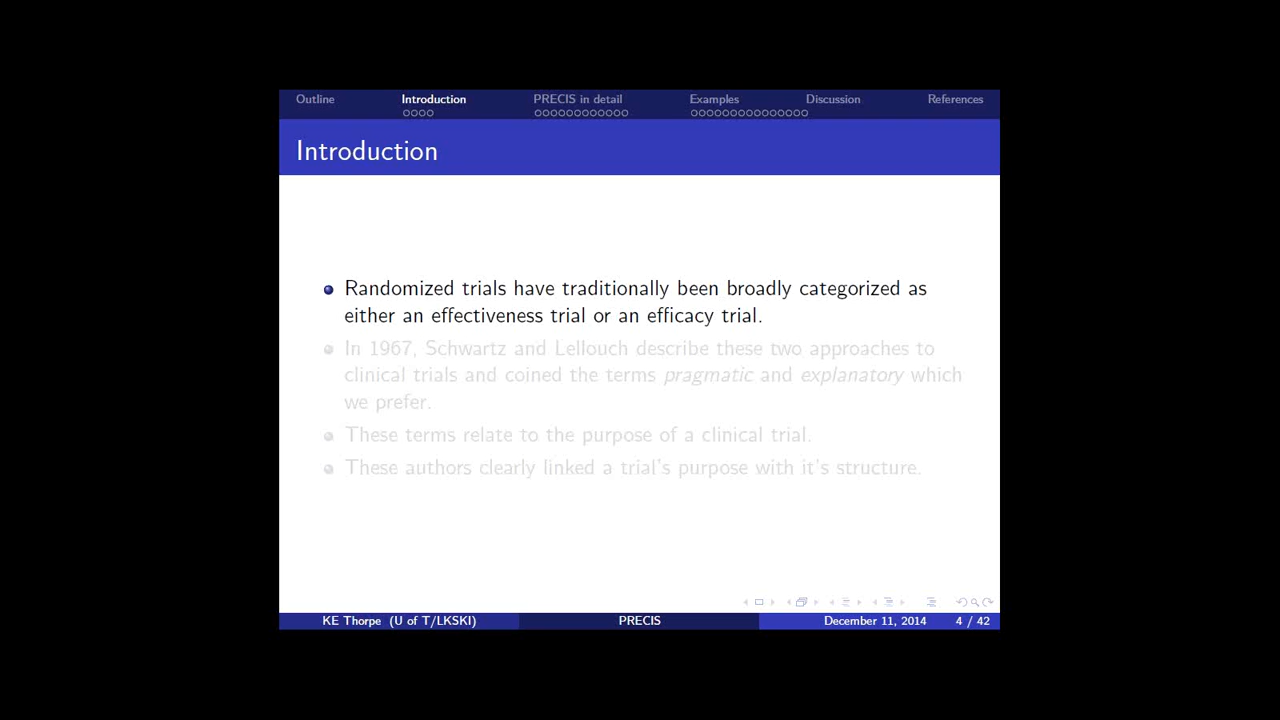 Outline Introduction PRECIS in detail Examples Discussion References
Introduction
Randomized trials have traditionally been broadly categorized as
either an effectiveness trial or an efficacy trial.
In 1967, Schwartz and Lellouch describe these two approaches to
clinical trials and coined the terms pragmatic and explanatory which
we prefer.
These terms relate to the purpose of a clinical trial.
These authors clearly linked a trial's purpose with it's structure.
KE Thorpe (U of T/LKSKI) PRECIS December 11, 2014 4 / 42